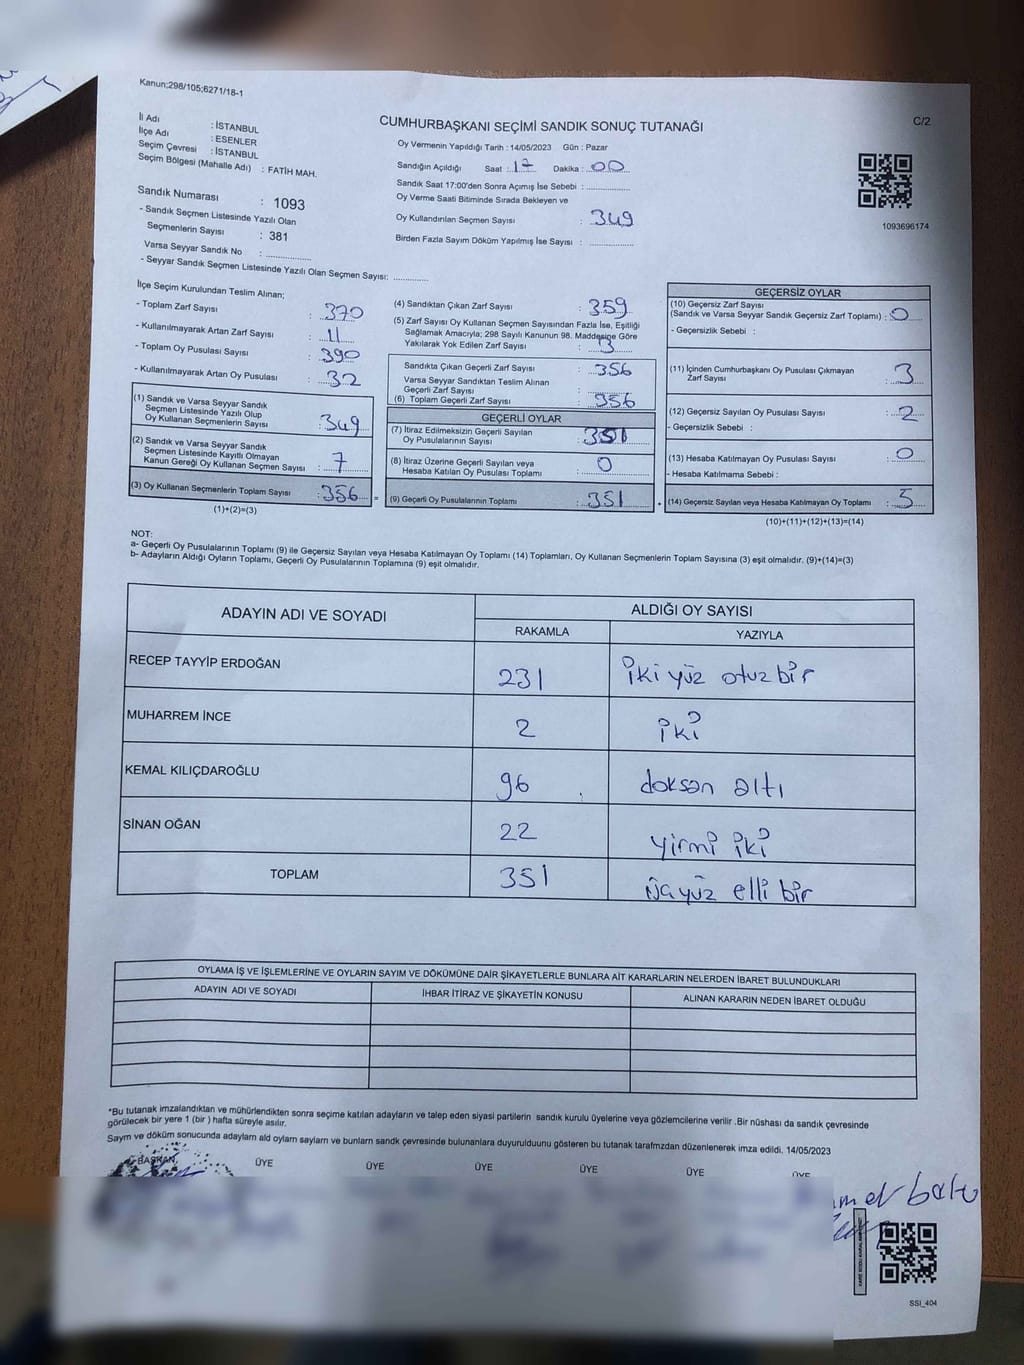 Kanun;298/105;6271/18-1
C/2
CUMHURBAŞKANI SEÇİMİ SANDIK SONUÇ TUTANAĞI
İl Adı : İSTANBUL
İlçe Adı : ESENLER
Seçim Çevresi : İSTANBUL
Seçim Bölgesi (Mahalle Adı) : FATİH MAH.
Sandık Numarası : 1093
- Sandık Seçmen Listesinde Yazılı Olan
Seçmenlerin Sayısı : 381
Varsa Seyyar Sandık No : ..............
- Seyyar Sandık Seçmen Listesinde Yazılı Olan Seçmen Sayısı: ............
Oy Vermenin Yapıldığı Tarih : 14/05/2023 Gün : Pazar
Sandığın Açıldığı Saat : 17 Dakika : 00
Sandık Saat 17:00'den Sonra Açımış İse Sebebi : ...............
Oy Verme Saati Bitiminde Sırada Bekleyen ve
Oy Kullandırılan Seçmen Sayısı : 349
Birden Fazla Sayım Döküm Yapılmış İse Sayısı : ...............
1093696174
İlçe Seçim Kurulundan Teslim Alınan;
- Toplam Zarf Sayısı : 370
- Kullanılmayarak Artan Zarf Sayısı : 11
- Toplam Oy Pusulası Sayısı : 390
- Kullanılmayarak Artan Oy Pusulası : 32
(1) Sandık ve Varsa Seyyar Sandık
Seçmen Listesinde Yazılı Olup
Oy Kullanan Seçmenlerin Sayısı : 349
(2) Sandık ve Varsa Seyyar Sandık
Seçmen Listesinde Kayıtlı Olmayan
Kanun Gereği Oy Kullanan Seçmen Sayısı : 7
(3) Oy Kullanan Seçmenlerin Toplam Sayısı : 356 =
(1)+(2)=(3)
(4) Sandıktan Çıkan Zarf Sayısı : 359
(5) Zarf Sayısı Oy Kullanan Seçmen Sayısından Fazla İse, Eşitliği
Sağlamak Amacıyla; 298 Sayılı Kanunun 98. Maddesine Göre
Yakılarak Yok Edilen Zarf Sayısı :
Sandıkta Çıkan Geçerli Zarf Sayısı : 356
Varsa Seyyar Sandıktan Teslim Alınan
Geçerli Zarf Sayısı :
(6) Toplam Geçerli Zarf Sayısı : 356
GEÇERLİ OYLAR
(7) İtiraz Edilmeksizin Geçerli Sayılan
Oy Pusulalarının Sayısı : 351
(8) İtiraz Üzerine Geçerli Sayılan veya
Hesaba Katılan Oy Pusulası Toplamı : 0
(9) Geçerli Oy Pusulalarının Toplamı : 351
GEÇERSİZ OYLAR
(10) Geçersiz Zarf Sayısı
(Sandık ve Varsa Seyyar Sandık Geçersiz Zarf Toplamı) : 0
- Geçersizlik Sebebi :
(11) İçinden Cumhurbaşkanı Oy Pusulası Çıkmayan
Zarf Sayısı : 3
(12) Geçersiz Sayılan Oy Pusulası Sayısı : 2
- Geçersizlik Sebebi :
(13) Hesaba Katılmayan Oy Pusulası Sayısı : 0
- Hesaba Katılmama Sebebi :
(14) Geçersiz Sayılan veya Hesaba Katılmayan Oy Toplamı : 5
(10)+(11)+(12)+(13)=(14)
NOT:
a- Geçerli Oy Pusulalarının Toplamı (9) ile Geçersiz Sayılan veya Hesaba Katılmayan Oy Toplamı (14) Toplamları, Oy Kullanan Seçmenlerin Toplam Sayısına (3) eşit olmalıdır. (9)+(14)=(3)
b- Adayların Aldığı Oyların Toplamı, Geçerli Oy Pusulalarının Toplamına (9) eşit olmalıdır.
ADAYIN ADI VE SOYADI ALDIĞI OY SAYISI
RAKAMLA YAZIYLA
RECEP TAYYİP ERDOĞAN 231 iki yüz otuz bir
MUHARREM İNCE 2 iki
KEMAL KILIÇDAROĞLU 96 doksan altı
SİNAN OĞAN 22 yirmi iki
TOPLAM 351 üçyüz elli bir
OYLAMA İŞ VE İŞLEMLERİNE VE OYLARIN SAYIM VE DÖKÜMÜNE DAİR ŞİKAYETLERLE BUNLARA AİT KARARLARIN NELERDEN İBARET BULUNDUKLARI
ADAYIN ADI VE SOYADI İHBAR İTİRAZ VE ŞİKAYETİN KONUSU ALINAN KARARIN NEDEN İBARET OLDUĞU
*Bu tutanak imzalandıktan ve mühürlendikten sonra seçime katılan adayların ve talep eden siyasi partilerin sandık kurulu üyelerine veya gözlemcilerine verilir .Bir nüshası da sandık çevresinde
görülecek bir yere 1 (bir ) hafta süreyle asılır.
Sayım ve döküm sonucunda adaylarn ald oylarn saylarn ve bunlarn sandk çevresinde bulunanlara duyurulduunu gösteren bu tutanak tarafmzdan düzenlenerek imza edildi. 14/05/2023
BAŞKAN ÜYE ÜYE ÜYE ÜYE ÜYE ÜYE
SSI_404